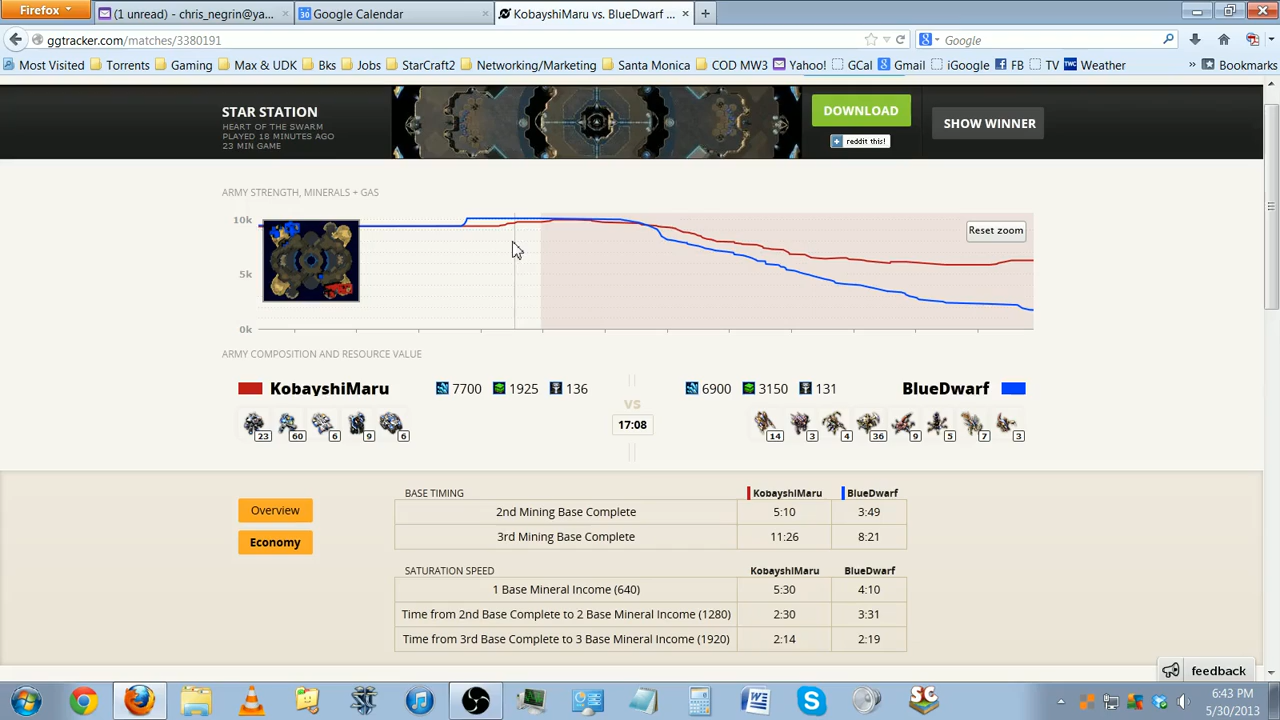 Firefox
(1 unread) - chris_negrin@ya...
Google Calendar
KobayshiMaru vs. BlueDwarf ...
ggtracker.com/matches/3380191
Google
Most Visited
Torrents
Gaming
Max & UDK
Bks
Jobs
StarCraft2
Networking/Marketing
Santa Monica
COD MW3
Yahoo!
GCal
Gmail
iGoogle
FB
TV
Weather
Bookmarks
STAR STATION
HEART OF THE SWARM
PLAYED 18 MINUTES AGO
23 MIN GAME
DOWNLOAD
reddit this!
SHOW WINNER
ARMY STRENGTH, MINERALS + GAS
10k
5k
0k
Reset zoom
ARMY COMPOSITION AND RESOURCE VALUE
KobayshiMaru 7700 1925 136
VS
17:08
6900 3150 131 BlueDwarf
23 60 6 9 6
14 3 4 36 9 5 7 3
Overview
Economy
BASE TIMING KobayshiMaru BlueDwarf
2nd Mining Base Complete 5:10 3:49
3rd Mining Base Complete 11:26 8:21
SATURATION SPEED KobayshiMaru BlueDwarf
1 Base Mineral Income (640) 5:30 4:10
Time from 2nd Base Complete to 2 Base Mineral Income (1280) 2:30 3:31
Time from 3rd Base Complete to 3 Base Mineral Income (1920) 2:14 2:19
feedback
6:43 PM
5/30/2013